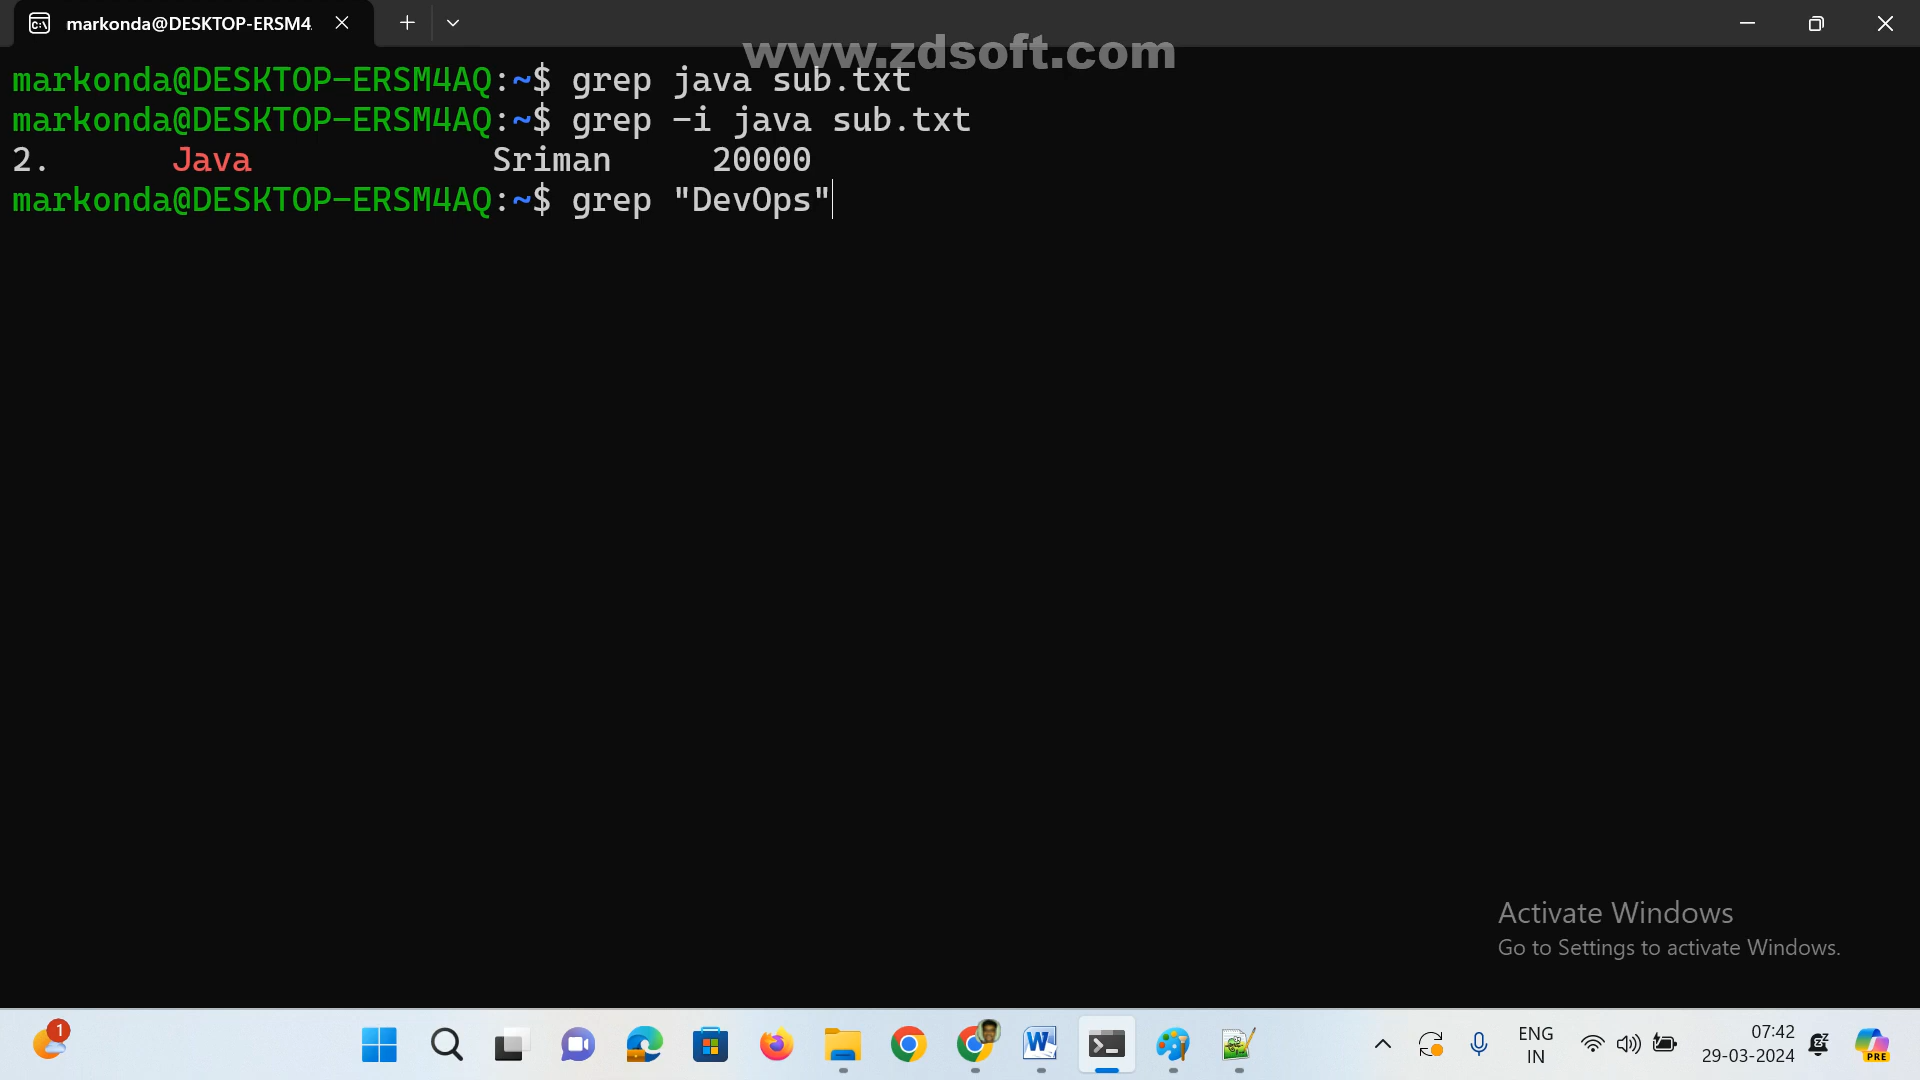 markonda@DESKTOP-ERSM4
www.zdsoft.com
markonda@DESKTOP-ERSM4AQ:~$ grep java sub.txt
markonda@DESKTOP-ERSM4AQ:~$ grep -i java sub.txt
2. Java Sriman 20000
markonda@DESKTOP-ERSM4AQ:~$ grep "DevOps"
Activate Windows
Go to Settings to activate Windows.
1
ENG
IN
07:42
29-03-2024
PRE